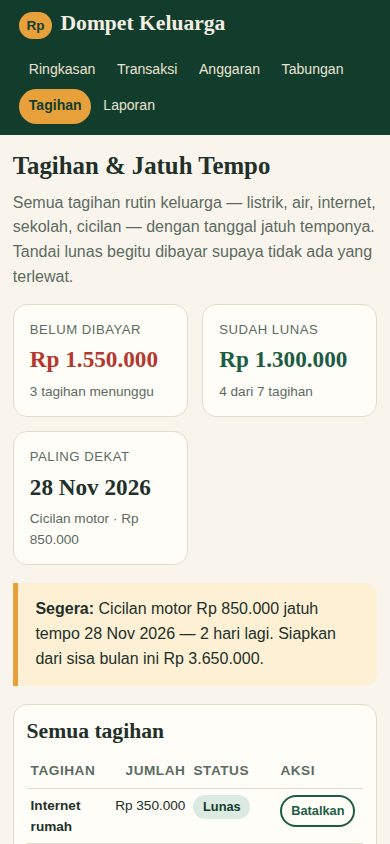 Rp Dompet Keluarga
Ringkasan Transaksi Anggaran Tabungan
Tagihan Laporan
Tagihan & Jatuh Tempo
Semua tagihan rutin keluarga — listrik, air, internet,
sekolah, cicilan — dengan tanggal jatuh temponya.
Tandai lunas begitu dibayar supaya tidak ada yang
terlewat.
BELUM DIBAYAR
Rp 1.550.000
3 tagihan menunggu
SUDAH LUNAS
Rp 1.300.000
4 dari 7 tagihan
PALING DEKAT
28 Nov 2026
Cicilan motor · Rp
850.000
Segera: Cicilan motor Rp 850.000 jatuh
tempo 28 Nov 2026 — 2 hari lagi. Siapkan
dari sisa bulan ini Rp 3.650.000.
Semua tagihan
TAGIHAN JUMLAH STATUS AKSI
Internet
rumah
Rp 350.000 Lunas Batalkan